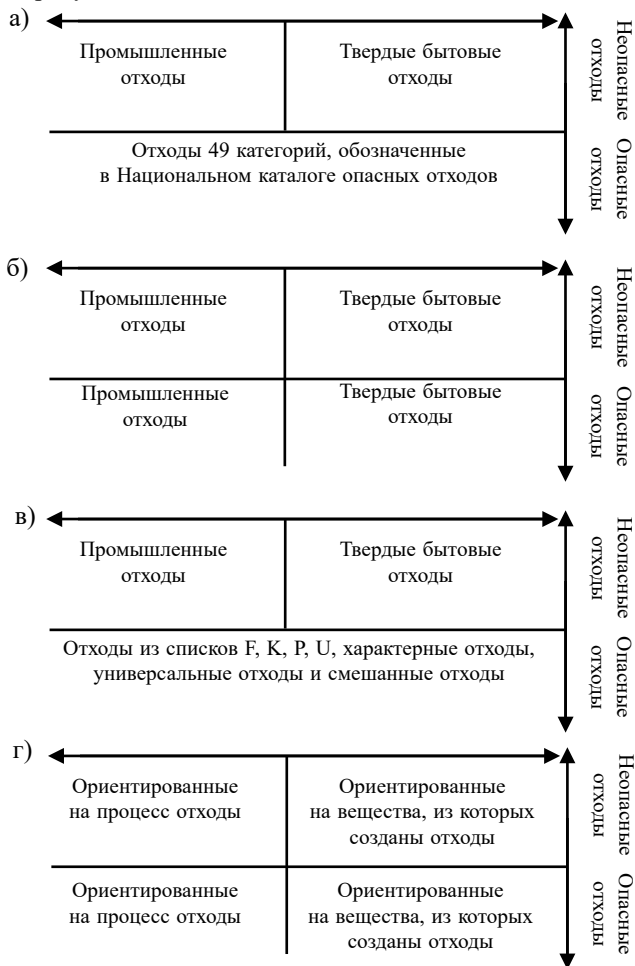 а)
Промышленные
отходы
Твердые бытовые
отходы
Неопасные
отходы
Отходы 49 категорий, обозначенные
в Национальном каталоге опасных отходов
Опасные
отходы
б)
Промышленные
отходы
Твердые бытовые
отходы
Неопасные
отходы
Промышленные
отходы
Твердые бытовые
отходы
Опасные
отходы
в)
Промышленные
отходы
Твердые бытовые
отходы
Неопасные
отходы
Отходы из списков F, K, P, U, характерные отходы,
универсальные отходы и смешанные отходы
Опасные
отходы
г)
Ориентированные
на процесс отходы
Ориентированные
на вещества, из которых
созданы отходы
Неопасные
отходы
Ориентированные
на процесс отходы
Ориентированные
на вещества, из которых
созданы отходы
Опасные
отходы